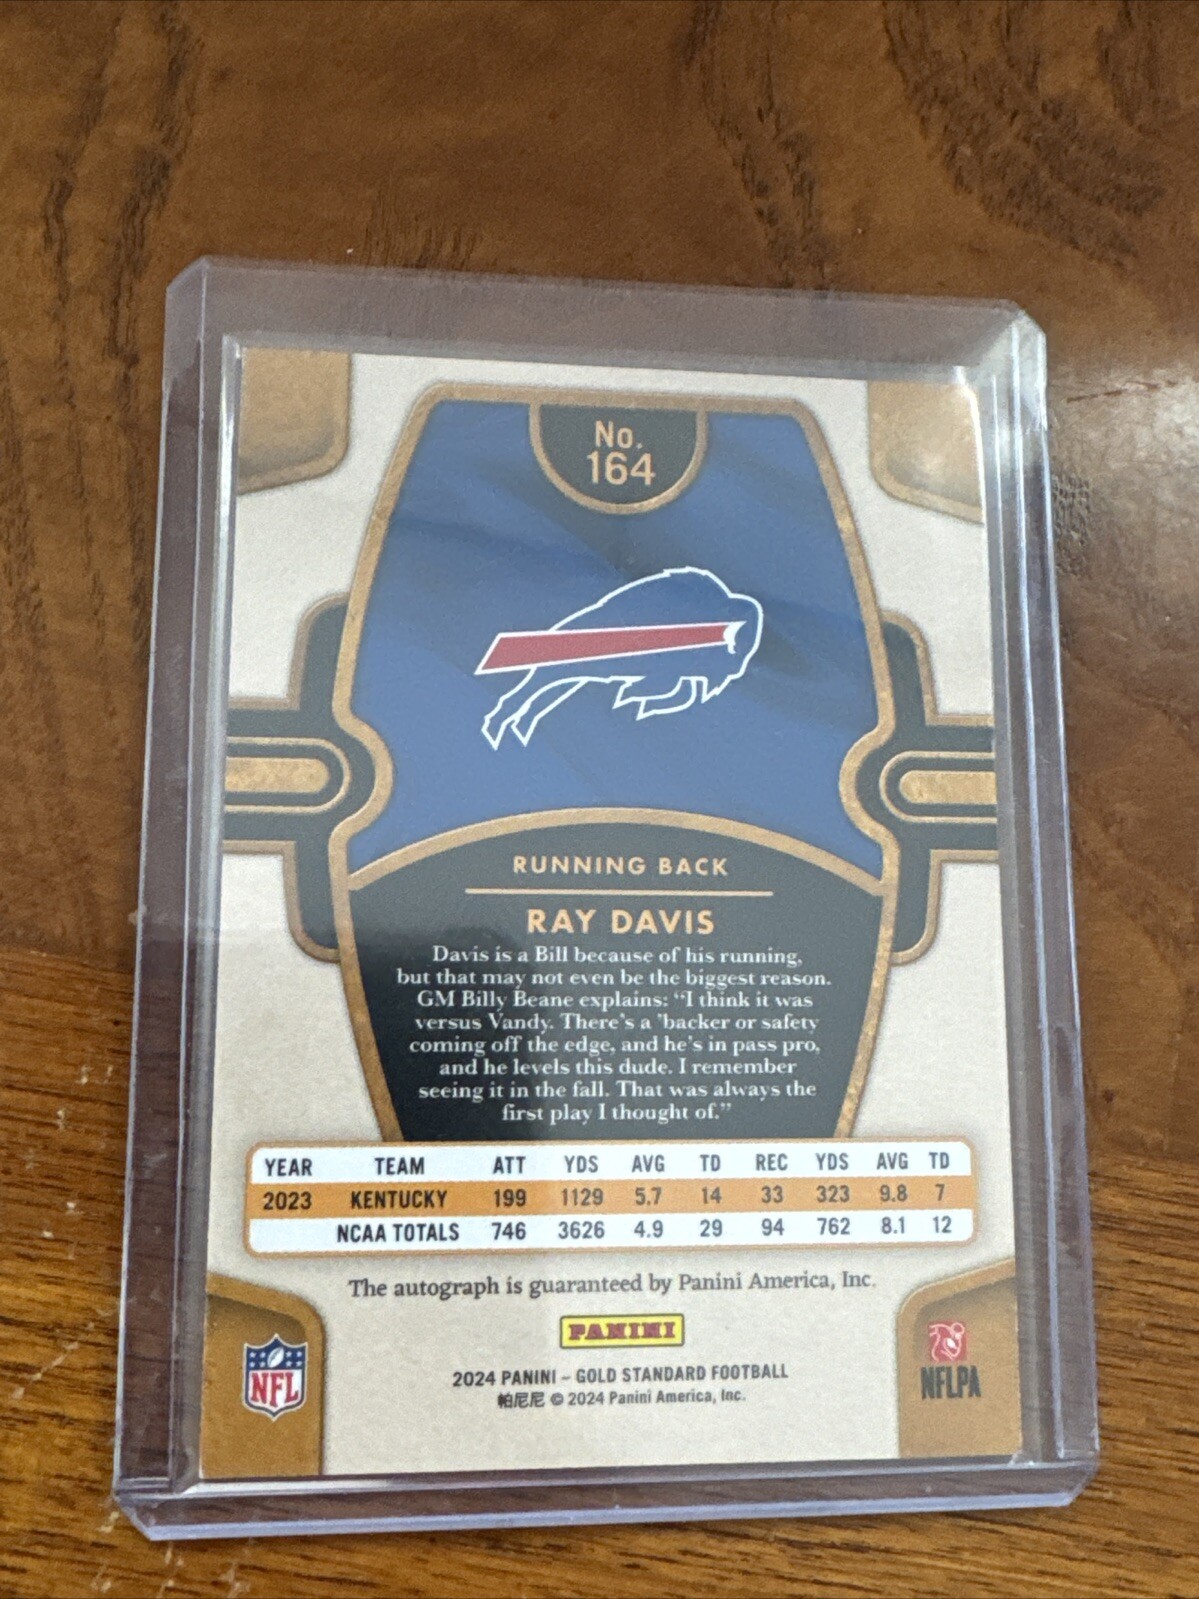 No.
164
RUNNING BACK
RAY DAVIS
Davis is a Bill because of his running,
but that may not even be the biggest reason.
GM Billy Beane explains: “I think it was
versus Vandy. There’s a ’backer or safety
coming off the edge, and he’s in pass pro,
and he levels this dude. I remember
seeing it in the fall. That was always the
first play I thought of.”
YEAR TEAM ATT YDS AVG TD REC YDS AVG TD
2023 KENTUCKY 199 1129 5.7 14 33 323 9.8 7
NCAA TOTALS 746 3626 4.9 29 94 762 8.1 12
The autograph is guaranteed by Panini America, Inc.
PANINI
NFL
NFLPA
2024 PANINI – GOLD STANDARD FOOTBALL
帕尼尼 © 2024 Panini America, Inc.